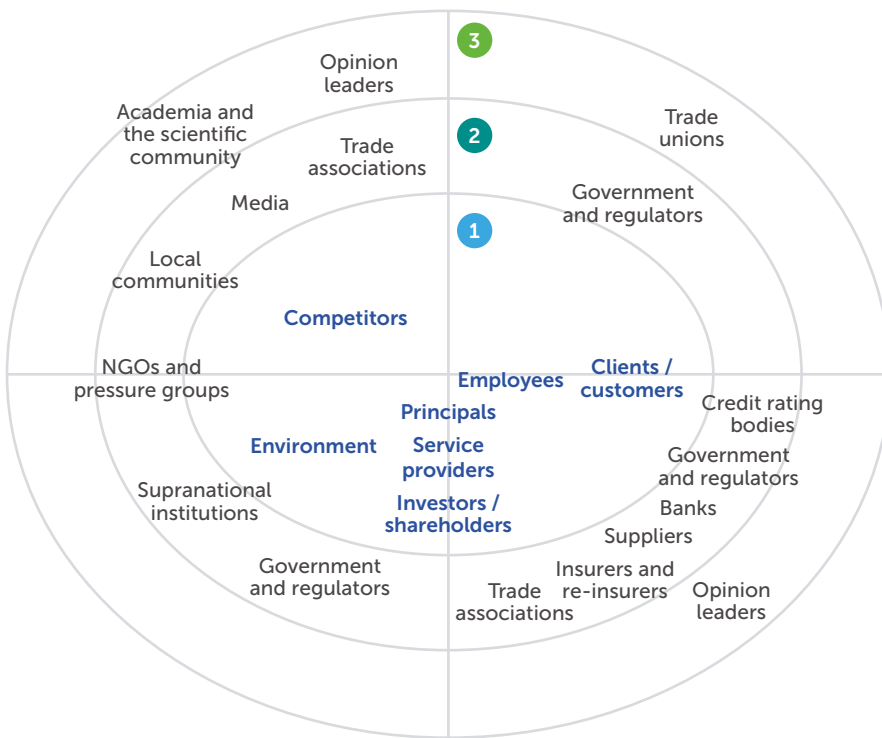 3
Opinion
leaders
Academia and
the scientific
community
Trade
unions
2
Trade
associations
Media
Government
and regulators
1
Local
communities
Competitors
NGOs and
pressure groups
Employees
Clients /
customers
Principals
Credit rating
bodies
Environment
Service
providers
Government
and regulators
Supranational
institutions
Investors /
shareholders
Banks
Suppliers
Government
and regulators
Trade
associations
Insurers and
re-insurers
Opinion
leaders